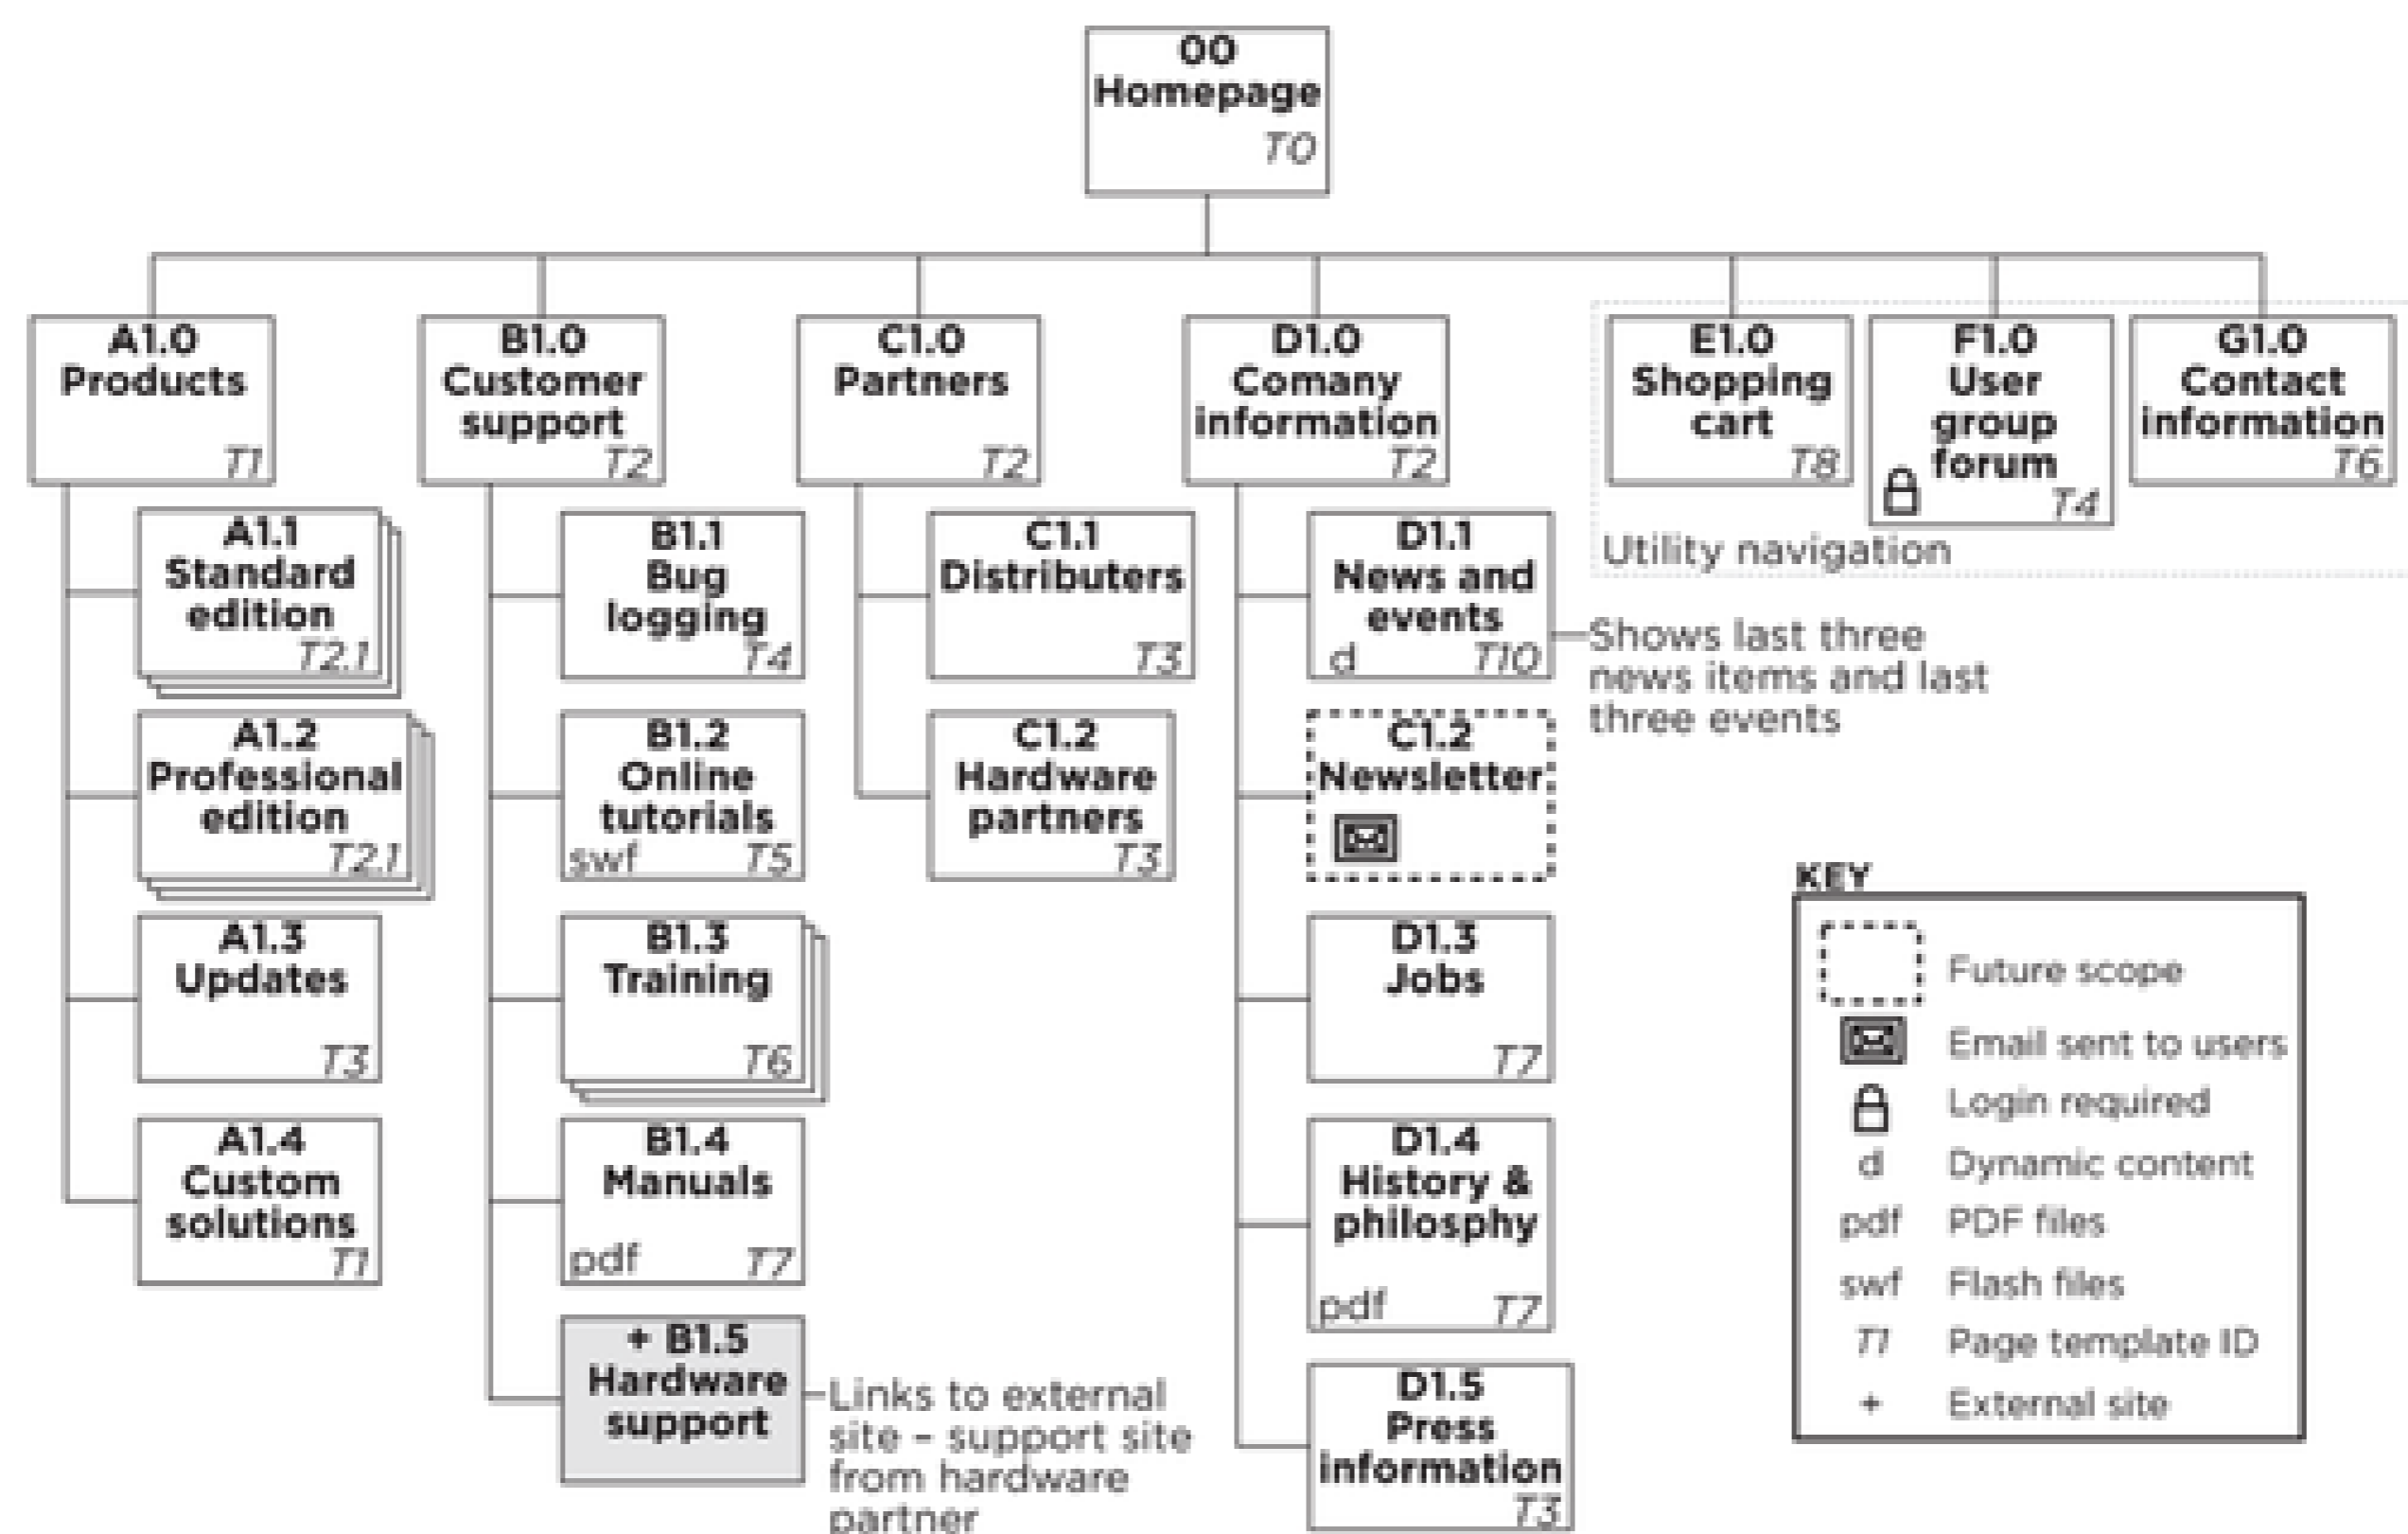 00
Homepage
T0
A1.0
Products
T1
B1.0
Customer
support
T2
C1.0
Partners
T2
D1.0
Comany
information
T2
E1.0
Shopping
cart
T8
F1.0
User
group
forum
T4
G1.0
Contact
information
T6
Utility navigation
A1.1
Standard
edition
T2.1
A1.2
Professional
edition
T2.1
A1.3
Updates
T3
A1.4
Custom
solutions
T1
B1.1
Bug
logging
T4
B1.2
Online
tutorials
swf T5
B1.3
Training
T6
B1.4
Manuals
pdf T7
+ B1.5
Hardware
support
Links to external
site – support site
from hardware
partner
C1.1
Distributers
T3
C1.2
Hardware
partners
T3
D1.1
News and
events
d T10
Shows last three
news items and last
three events
C1.2
Newsletter
D1.3
Jobs
T7
D1.4
History &
philosphy
pdf T7
D1.5
Press
information
T3
KEY
Future scope
Email sent to users
Login required
d Dynamic content
pdf PDF files
swf Flash files
T1 Page template ID
+ External site